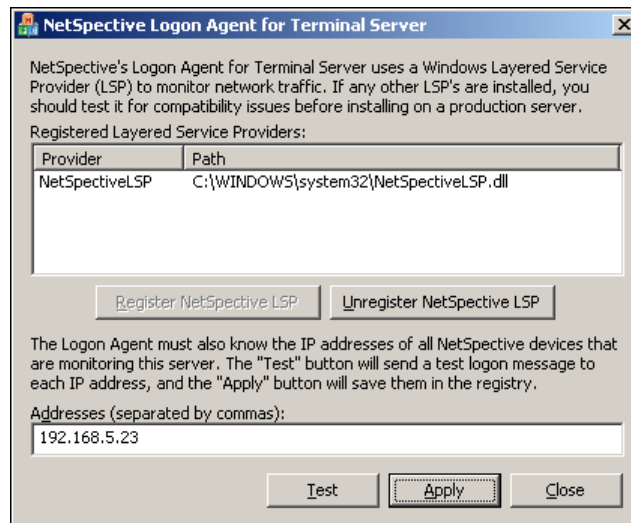 NetSpective Logon Agent for Terminal Server
NetSpective's Logon Agent for Terminal Server uses a Windows Layered Service
Provider (LSP) to monitor network traffic. If any other LSP's are installed, you
should test it for compatibility issues before installing on a production server.
Registered Layered Service Providers:
Provider Path
NetSpectiveLSP C:\WINDOWS\system32\NetSpectiveLSP.dll
Register NetSpective LSP Unregister NetSpective LSP
The Logon Agent must also know the IP addresses of all NetSpective devices that
are monitoring this server. The "Test" button will send a test logon message to
each IP address, and the "Apply" button will save them in the registry.
Addresses (separated by commas):
192.168.5.23
Test Apply Close